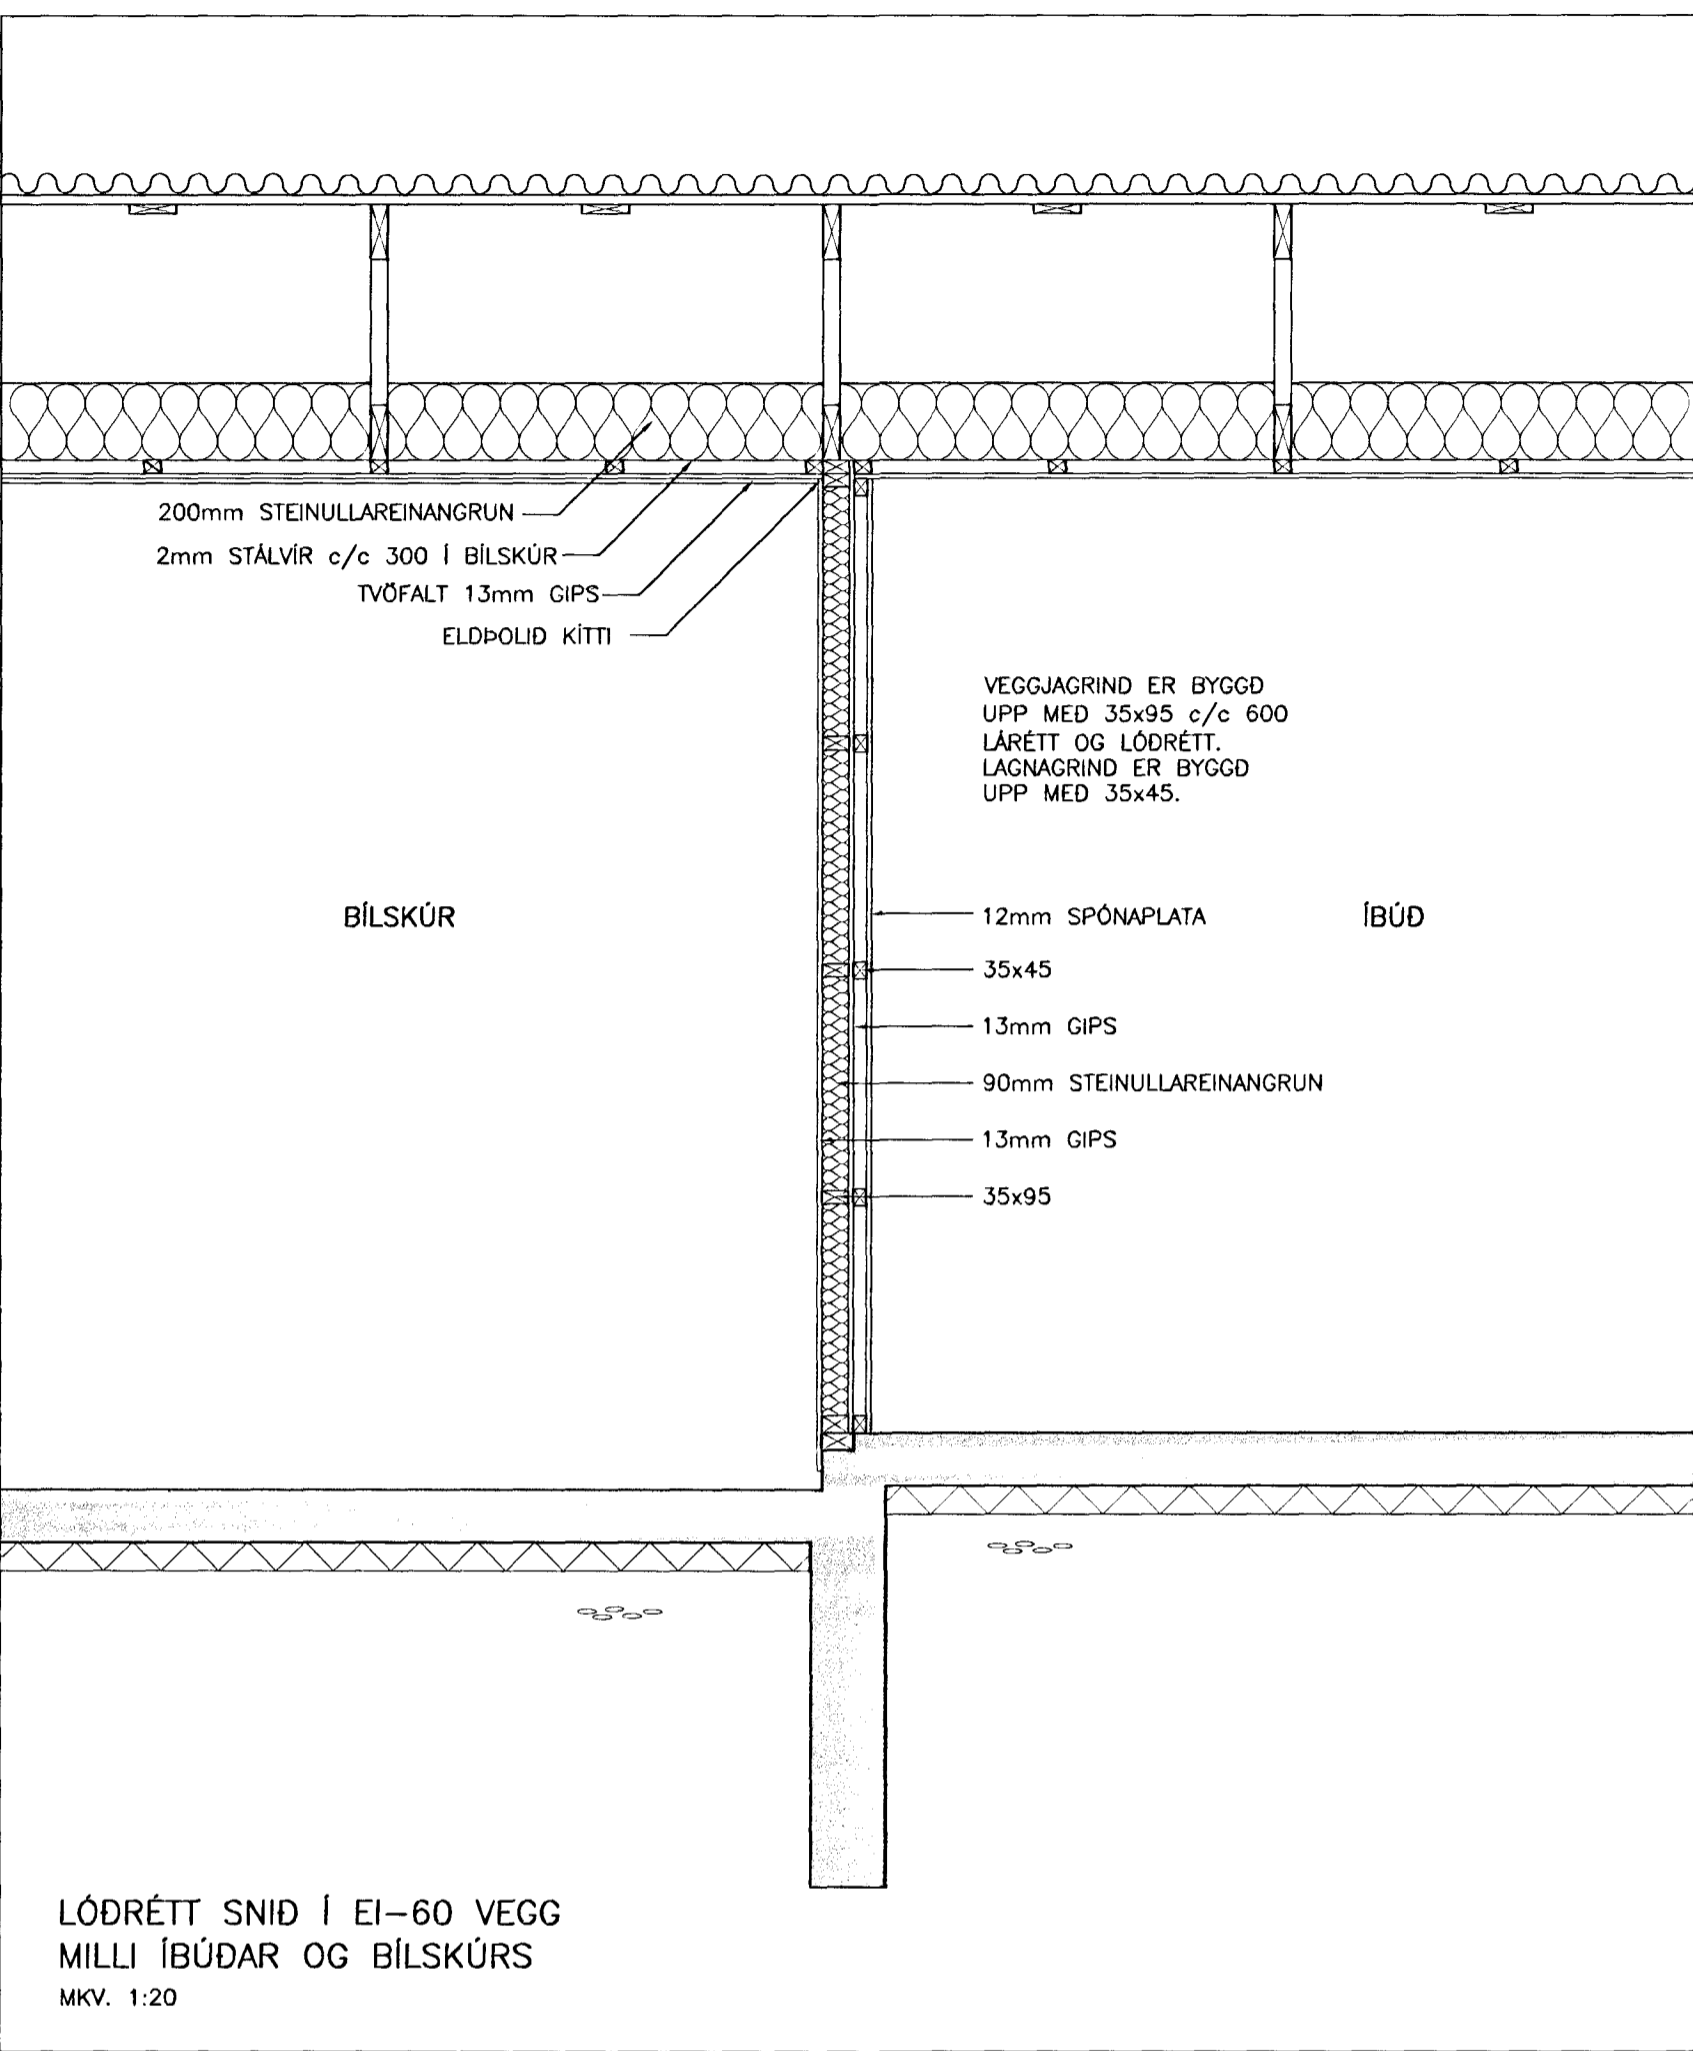 200mm STEINULLAREINANGRUN
2mm STÁLVÍR c/c 300 Í BÍLSKÚR
TVÖFALT 13mm GIPS
ELDÞOLIÐ KÍTTI
VEGGJAGRIND ER BYGGÐ
UPP MEÐ 35x95 c/c 600
LÁRÉTT OG LÓÐRÉTT.
LAGNAGRIND ER BYGGÐ
UPP MEÐ 35x45.
BÍLSKÚR
12mm SPÓNAPLATA
ÍBÚÐ
35x45
13mm GIPS
90mm STEINULLAREINANGRUN
13mm GIPS
35x95
LÓÐRÉTT SNIÐ Í EI-60 VEGG
MILLI ÍBÚÐAR OG BÍLSKÚRS
MKV. 1:20